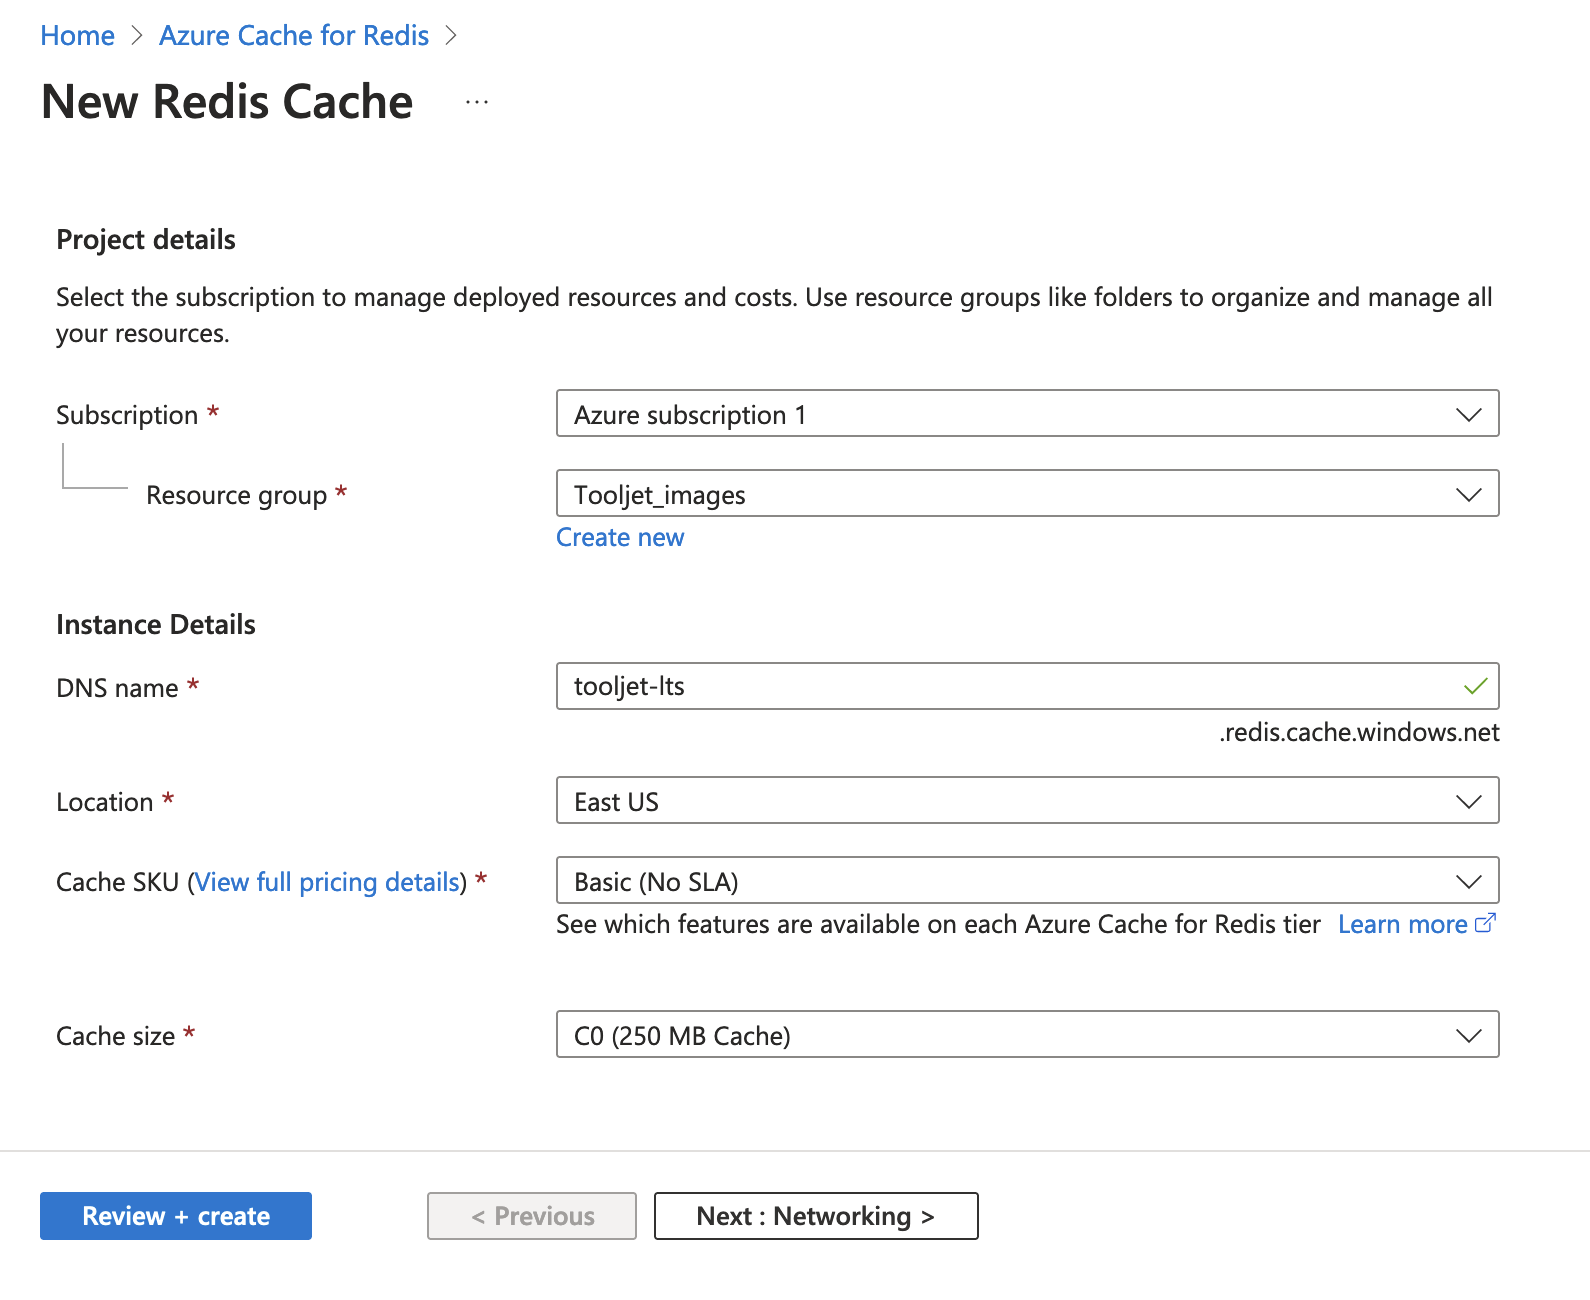 Home > Azure Cache for Redis >
New Redis Cache ...
Project details
Select the subscription to manage deployed resources and costs. Use resource groups like folders to organize and manage all
your resources.
Subscription * Azure subscription 1
Resource group * Tooljet_images
Create new
Instance Details
DNS name * tooljet-lts
.redis.cache.windows.net
Location * East US
Cache SKU (View full pricing details) * Basic (No SLA)
See which features are available on each Azure Cache for Redis tier Learn more
Cache size * C0 (250 MB Cache)
Review + create < Previous Next : Networking >